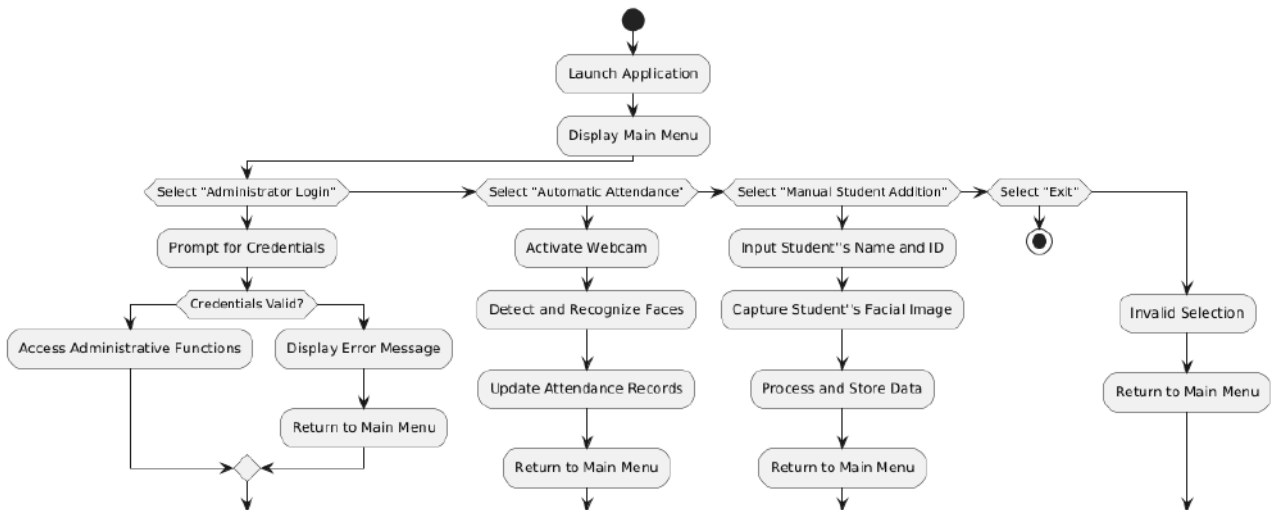 Launch Application
Display Main Menu
Select "Administrator Login"
Select "Automatic Attendance"
Select "Manual Student Addition"
Select "Exit"
Prompt for Credentials
Activate Webcam
Input Student''s Name and ID
Credentials Valid?
Detect and Recognize Faces
Capture Student''s Facial Image
Invalid Selection
Access Administrative Functions
Display Error Message
Update Attendance Records
Process and Store Data
Return to Main Menu
Return to Main Menu
Return to Main Menu
Return to Main Menu